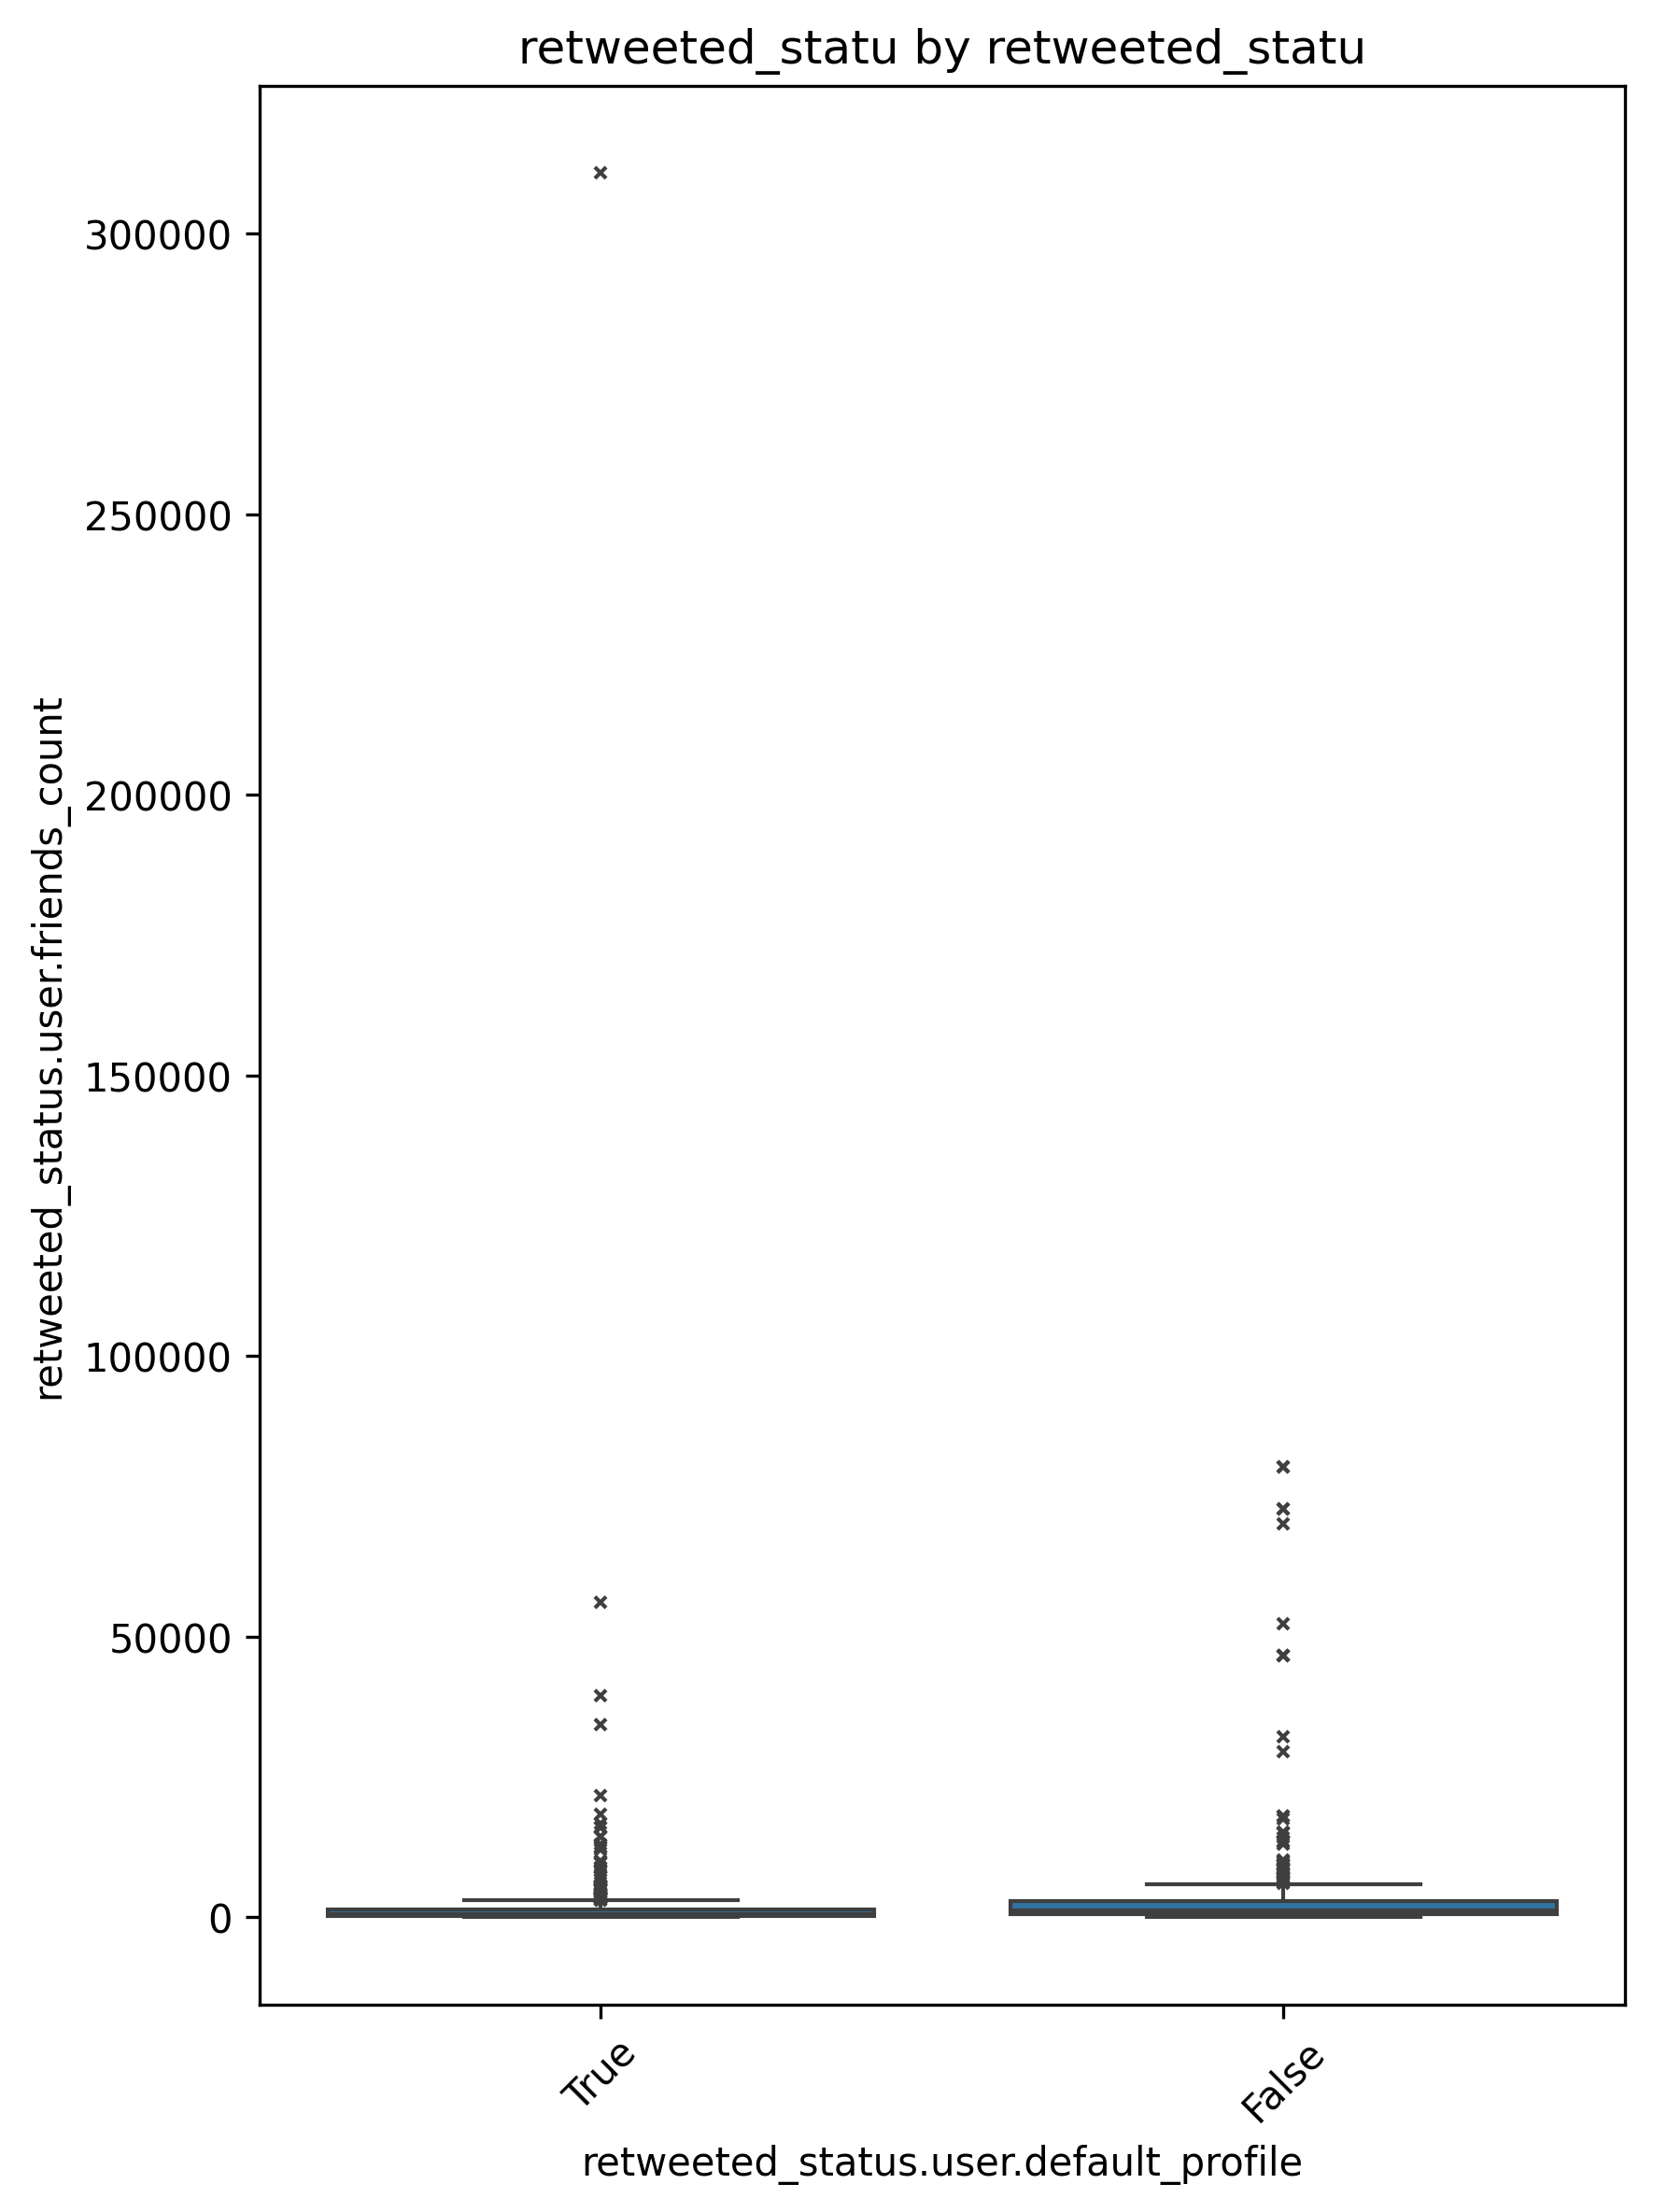 retweeted_statu by retweeted_statu
retweeted_status.user.friends_count
300000
250000
200000
150000
100000
50000
0
True
False
retweeted_status.user.default_profile